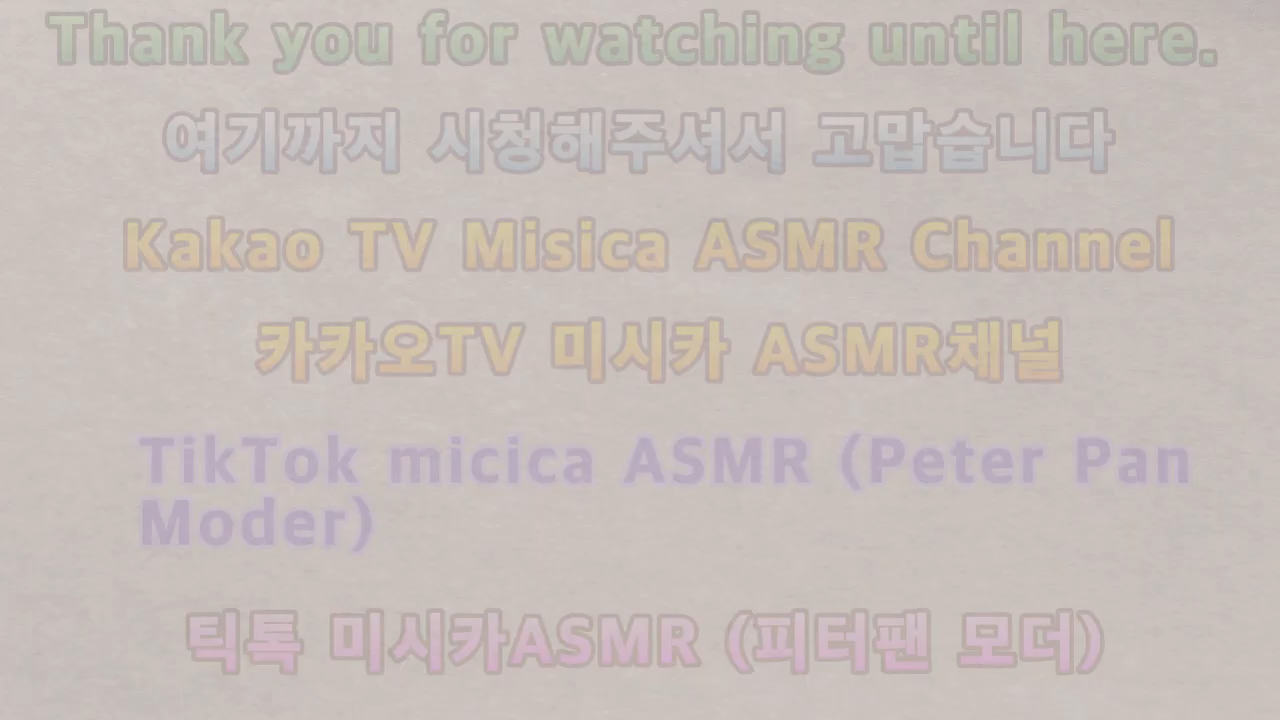 Thank you for watching until here.
여기까지 시청해주셔서 고맙습니다
Kakao TV Misica ASMR Channel
카카오TV 미시카 ASMR채널
TikTok micica ASMR (Peter Pan
Moder)
틱톡 미시카ASMR (피터팬 모더)